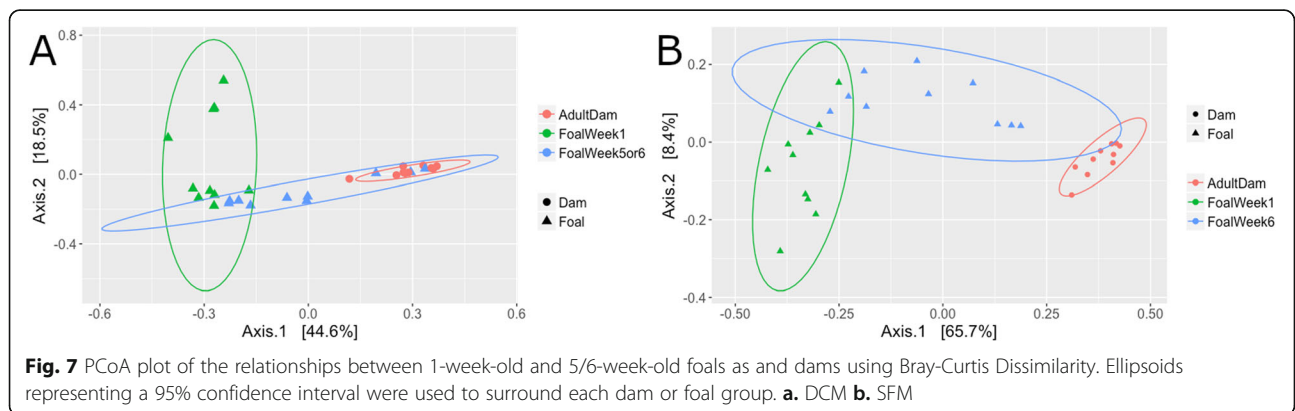 A
0.8
0.4
0.0
-0.4
-0.6
-0.3
0.0
0.3
0.6
Axis.2 [18.5%]
Axis.1 [44.6%]
AdultDam
FoalWeek1
FoalWeek5or6
Dam
Foal
B
0.2
0.0
-0.2
-0.4
-0.50
-0.25
0.00
0.25
0.50
Axis.2 [8.4%]
Axis.1 [65.7%]
Dam
Foal
AdultDam
FoalWeek1
FoalWeek6
Fig. 7 PCoA plot of the relationships between 1-week-old and 5/6-week-old foals as and dams using Bray-Curtis Dissimilarity. Ellipsoids
representing a 95% confidence interval were used to surround each dam or foal group. a. DCM b. SFM